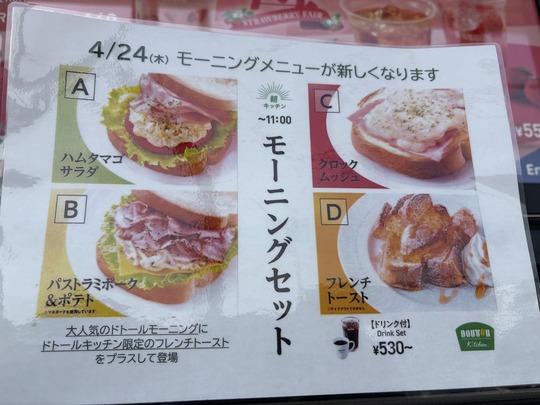 STRAWBERRY FAIR
4/24(木) モーニングメニューが新しくなります
A
ハムタマゴ
サラダ
B
パストラミポーク
&ポテト
朝
キッチン
~11:00
モーニングセット
C
クロック
ムッシュ
D
フレンチ
トースト
【ドリンク付】
Drink Set
¥530~
大人気のドトールモーニングに
ドトールキッチン限定のフレンチトースト
をプラスして登場
DOUTOR
Kitchen